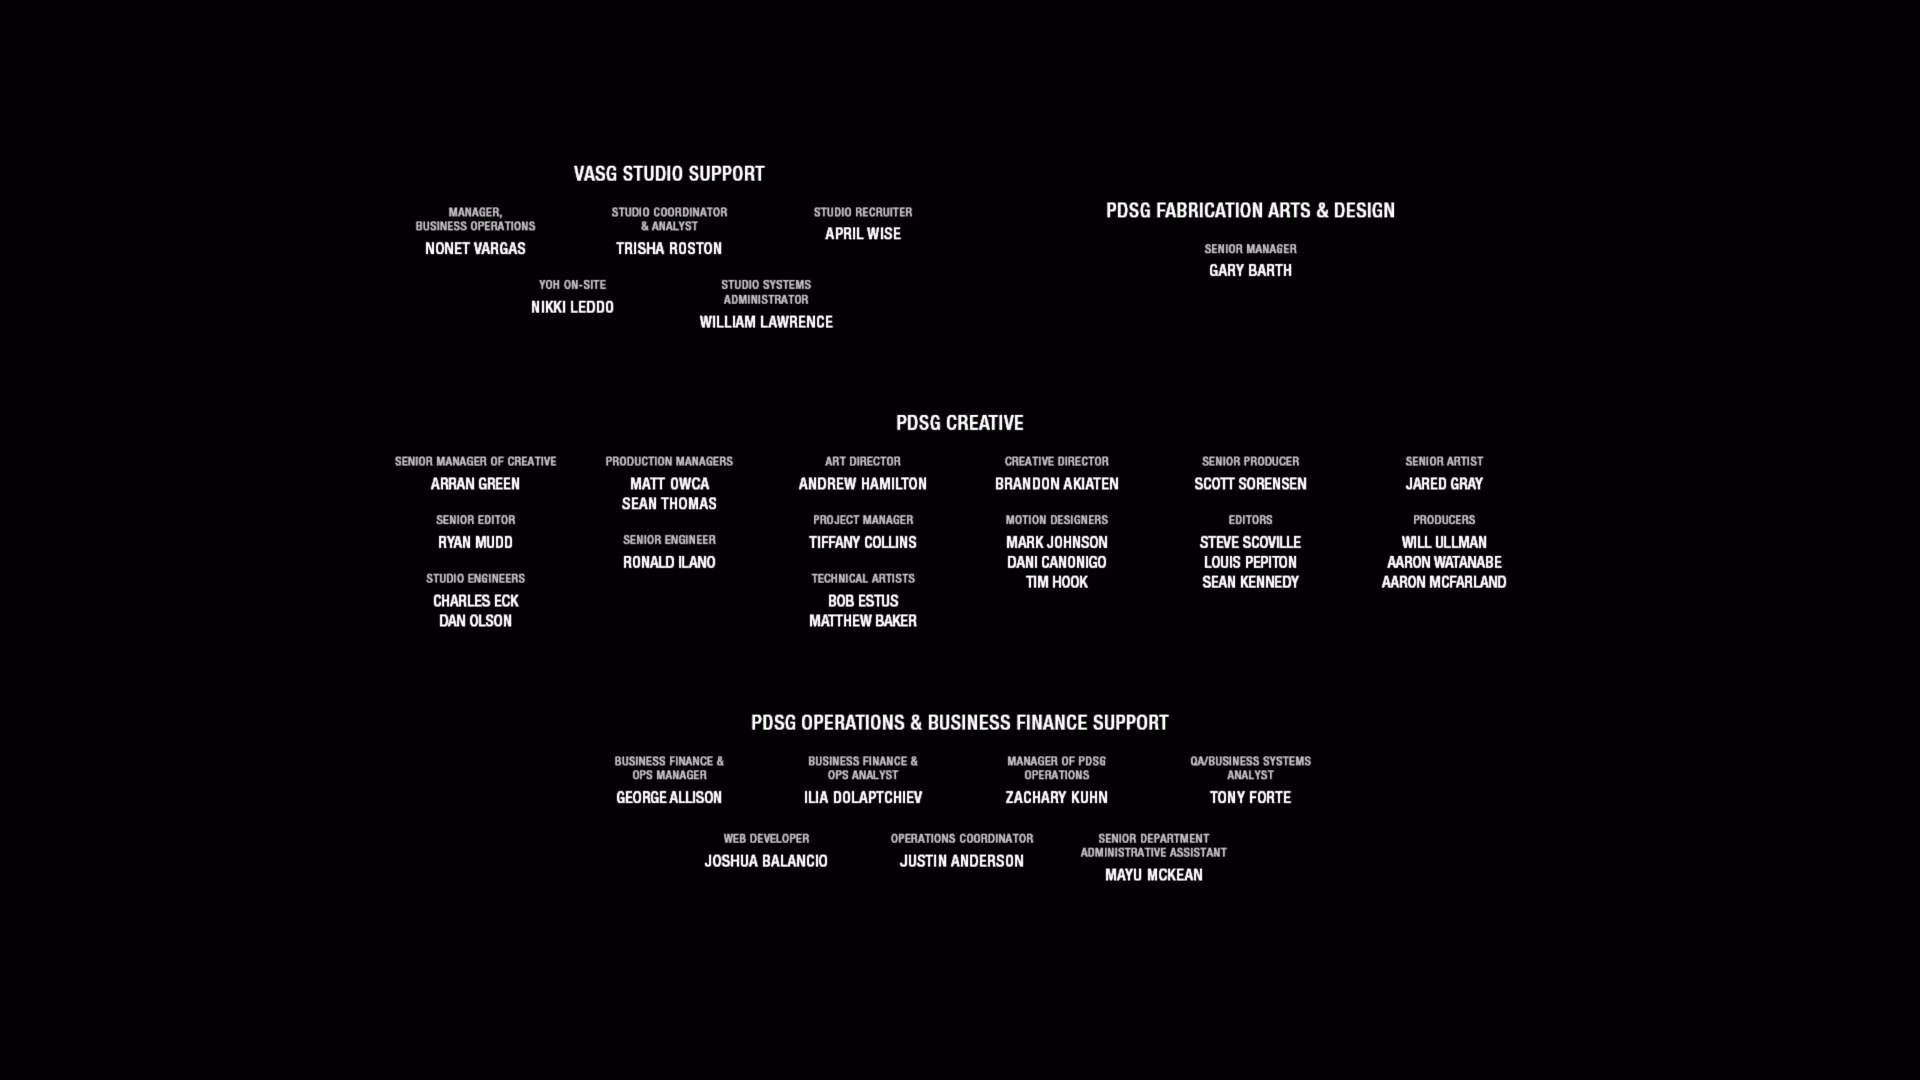 VASG STUDIO SUPPORT
MANAGER,
BUSINESS OPERATIONS
NONET VARGAS
STUDIO COORDINATOR
& ANALYST
TRISHA ROSTON
STUDIO RECRUITER
APRIL WISE
YOH ON-SITE
NIKKI LEDDO
STUDIO SYSTEMS
ADMINISTRATOR
WILLIAM LAWRENCE
PDSG FABRICATION ARTS & DESIGN
SENIOR MANAGER
GARY BARTH
PDSG CREATIVE
SENIOR MANAGER OF CREATIVE
ARRAN GREEN
SENIOR EDITOR
RYAN MUDD
STUDIO ENGINEERS
CHARLES ECK
DAN OLSON
PRODUCTION MANAGERS
MATT OWCA
SEAN THOMAS
SENIOR ENGINEER
RONALD ILANO
ART DIRECTOR
ANDREW HAMILTON
PROJECT MANAGER
TIFFANY COLLINS
TECHNICAL ARTISTS
BOB ESTUS
MATTHEW BAKER
CREATIVE DIRECTOR
BRANDON AKIATEN
MOTION DESIGNERS
MARK JOHNSON
DANI CANONIGO
TIM HOOK
SENIOR PRODUCER
SCOTT SORENSEN
EDITORS
STEVE SCOVILLE
LOUIS PEPITON
SEAN KENNEDY
SENIOR ARTIST
JARED GRAY
PRODUCERS
WILL ULLMAN
AARON WATANABE
AARON MCFARLAND
PDSG OPERATIONS & BUSINESS FINANCE SUPPORT
BUSINESS FINANCE &
OPS MANAGER
GEORGE ALLISON
BUSINESS FINANCE &
OPS ANALYST
ILIA DOLAPTCHIEV
MANAGER OF PDSG
OPERATIONS
ZACHARY KUHN
QA/BUSINESS SYSTEMS
ANALYST
TONY FORTE
WEB DEVELOPER
JOSHUA BALANCIO
OPERATIONS COORDINATOR
JUSTIN ANDERSON
SENIOR DEPARTMENT
ADMINISTRATIVE ASSISTANT
MAYU MCKEAN